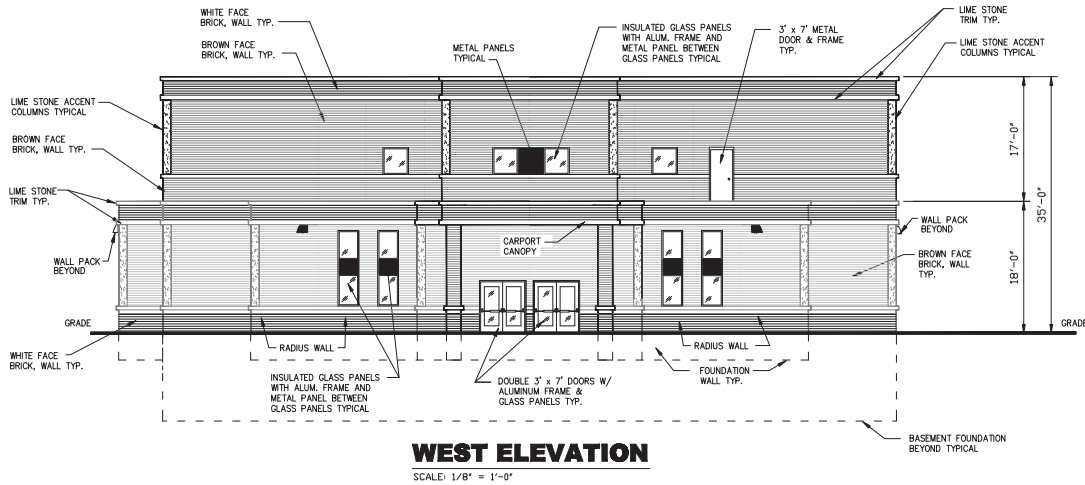 WHITE FACE
BRICK, WALL TYP.
BROWN FACE
BRICK, WALL TYP.
METAL PANELS
TYPICAL
INSULATED GLASS PANELS
WITH ALUM. FRAME AND
METAL PANEL BETWEEN
GLASS PANELS TYPICAL
3' x 7' METAL
DOOR & FRAME
TYP.
LIME STONE
TRIM TYP.
LIME STONE ACCENT
COLUMNS TYPICAL
LIME STONE ACCENT
COLUMNS TYPICAL
BROWN FACE
BRICK, WALL TYP.
LIME STONE
TRIM TYP.
WALL PACK
BEYOND
GRADE
WHITE FACE
BRICK, WALL TYP.
RADIUS WALL
INSULATED GLASS PANELS
WITH ALUM. FRAME AND
METAL PANEL BETWEEN
GLASS PANELS TYPICAL
CARPORT
CANOPY
DOUBLE 3' x 7' DOORS W/
ALUMINUM FRAME &
GLASS PANELS TYP.
RADIUS WALL
FOUNDATION
WALL TYP.
17'-0"
35'-0"
18'-0"
WALL PACK
BEYOND
BROWN FACE
BRICK, WALL
TYP.
GRADE
BASEMENT FOUNDATION
BEYOND TYPICAL
WEST ELEVATION
SCALE: 1/8" = 1'-0"